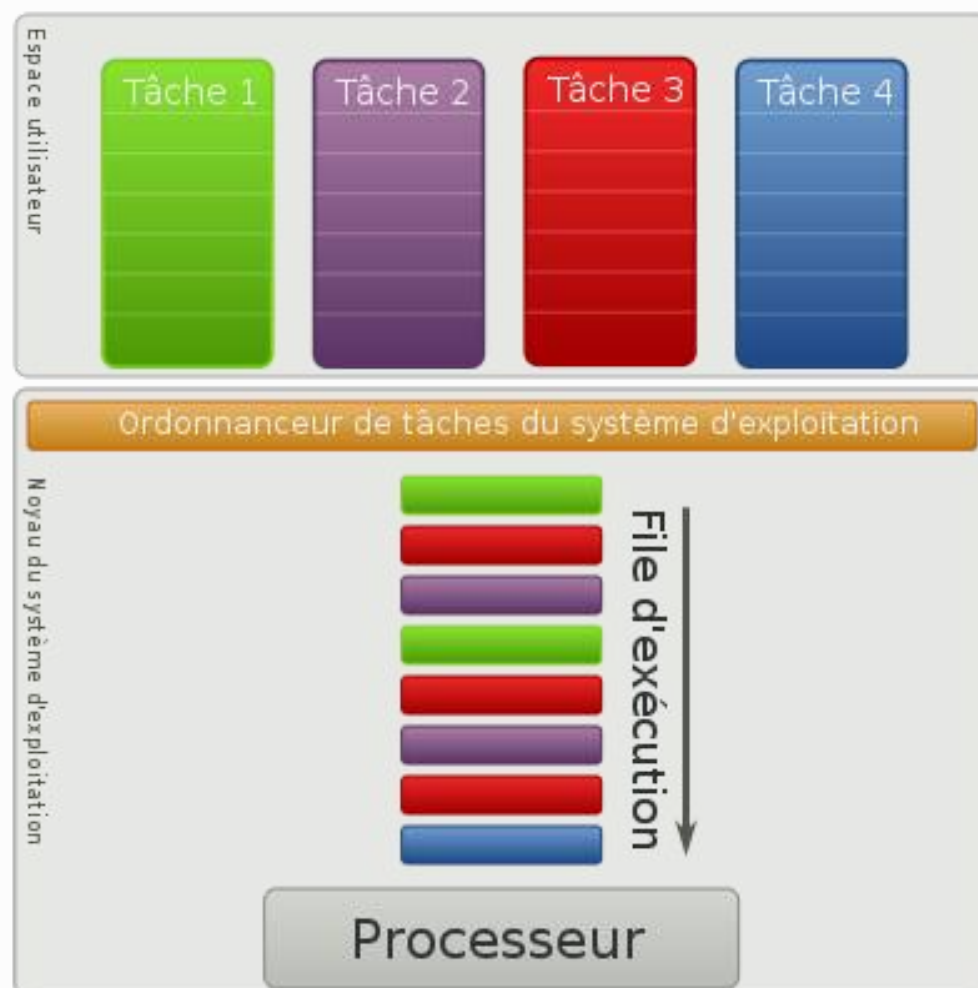 Espace utilisateur
Tâche 1
Tâche 2
Tâche 3
Tâche 4
Ordonnanceur de tâches du système d'exploitation
Noyau du système d'exploitation
File d'exécution
Processeur